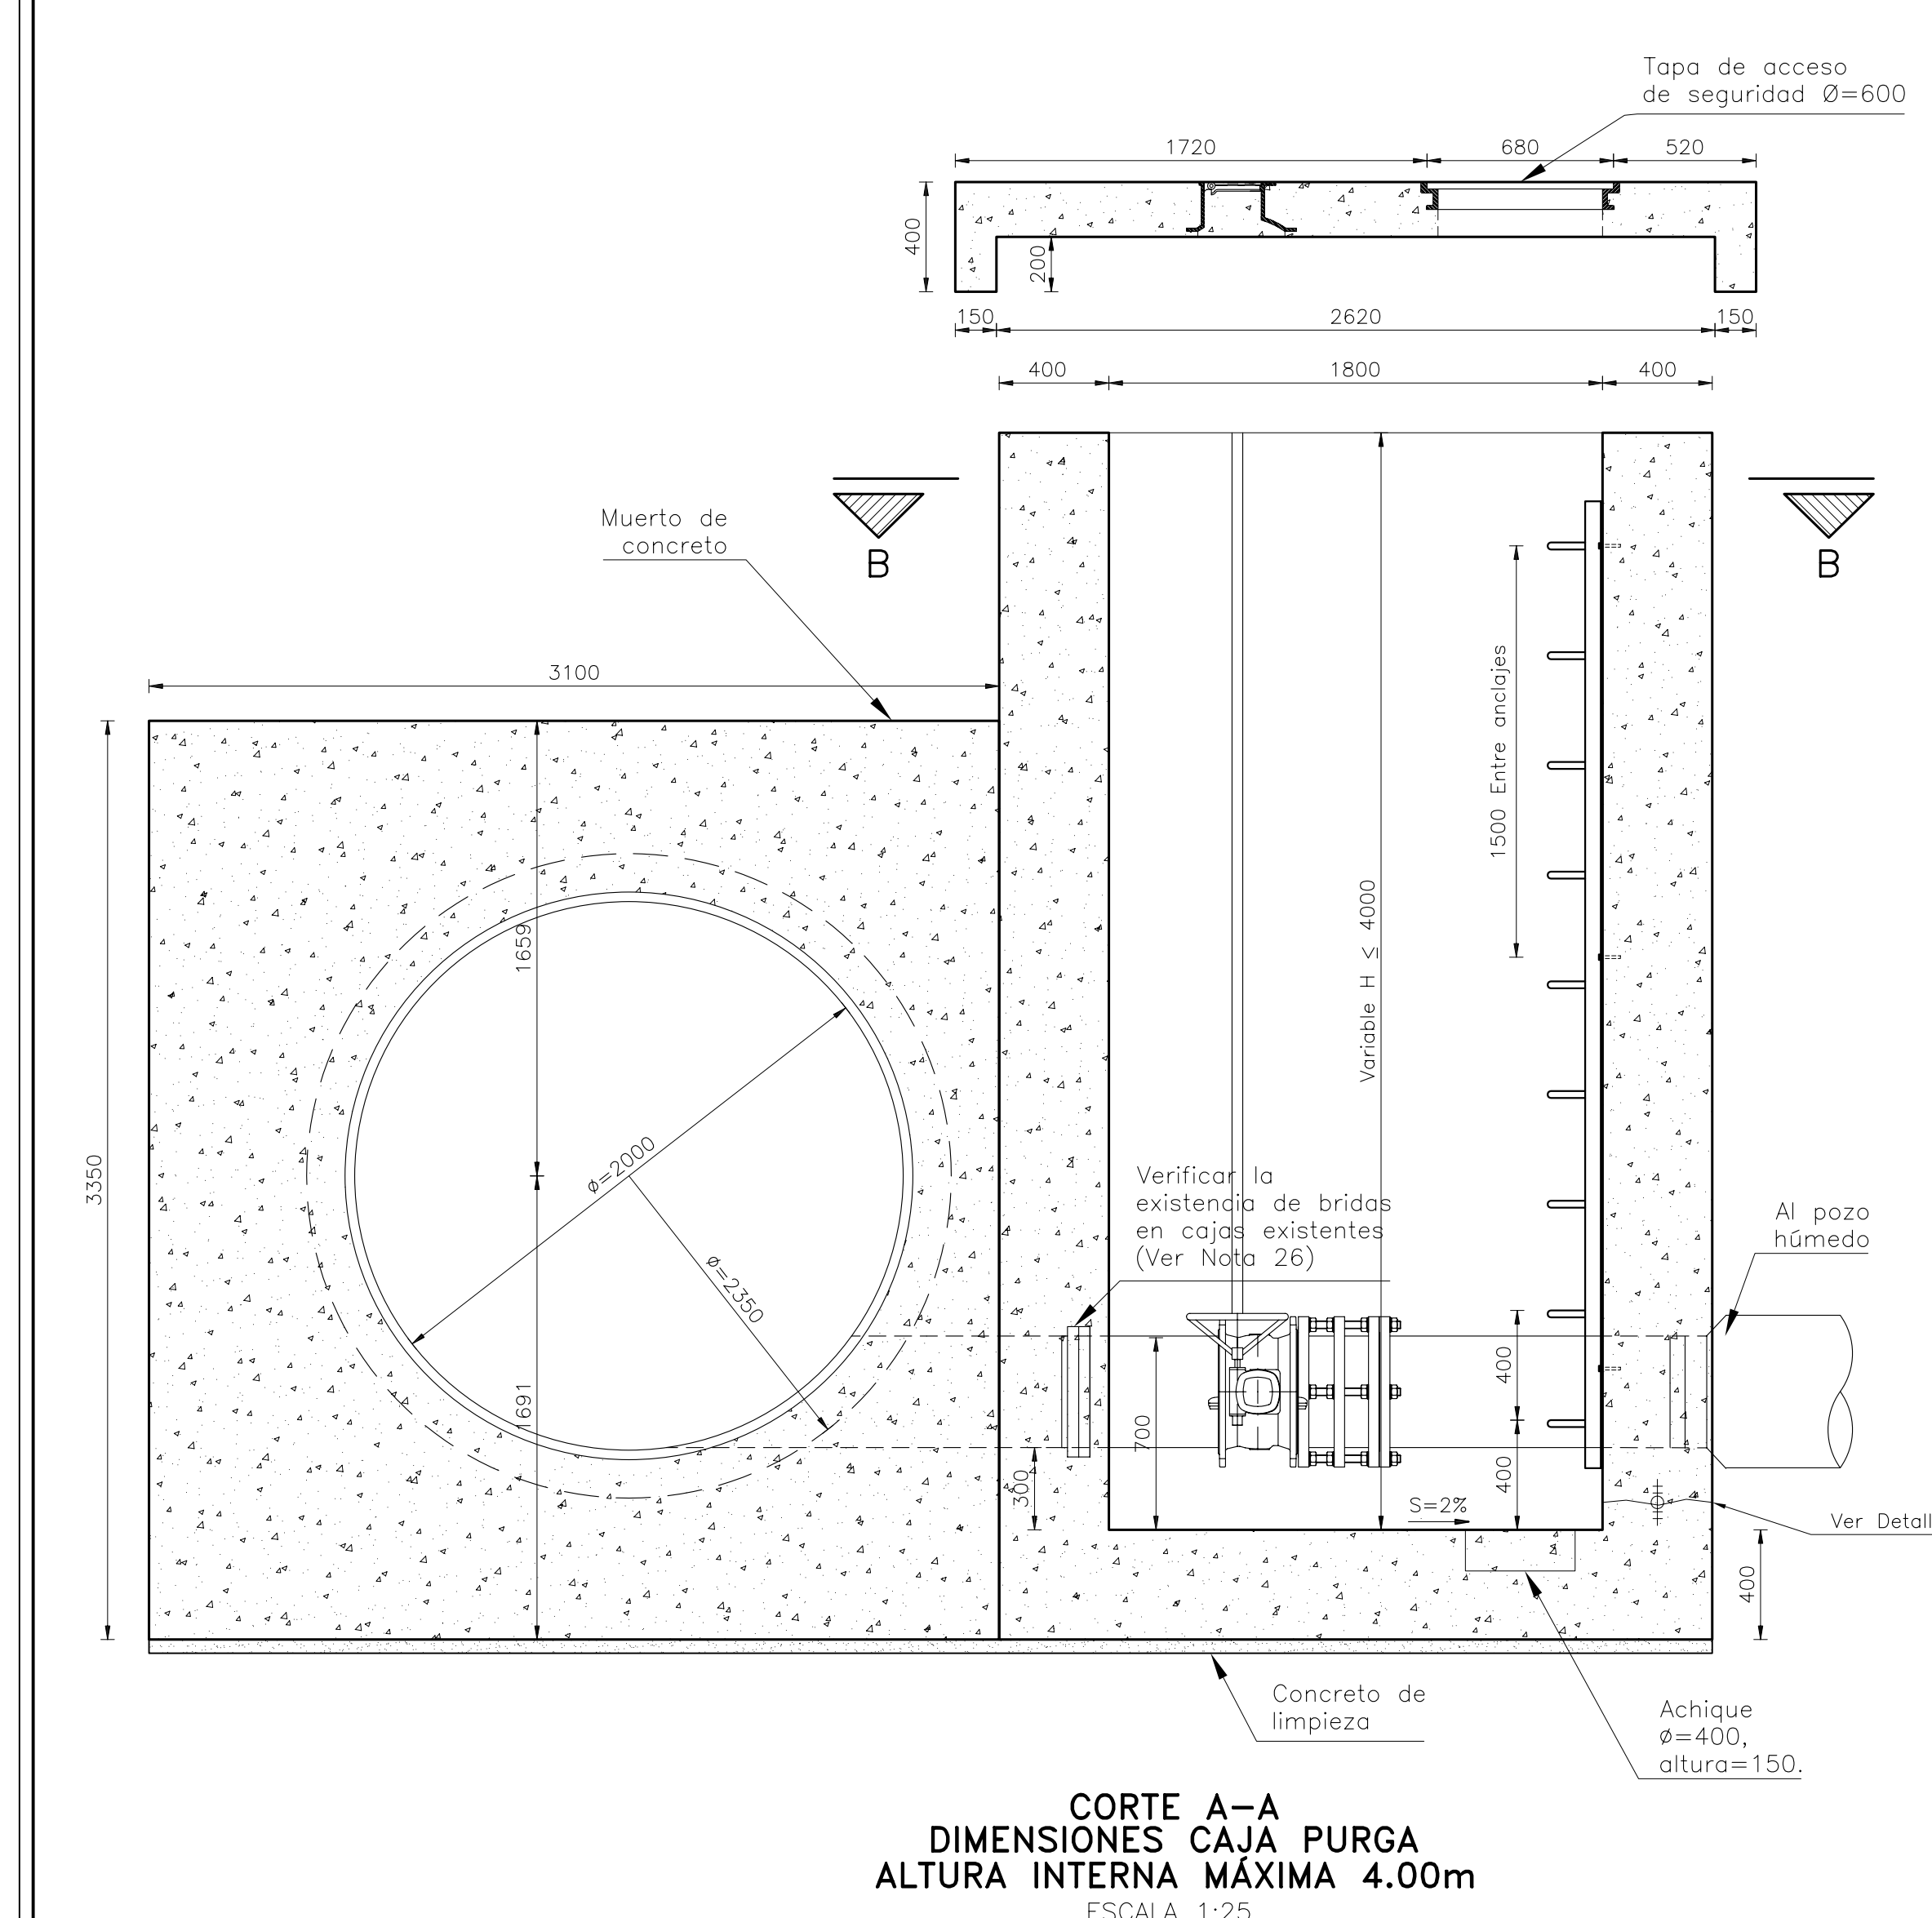 Tapa de acceso
de seguridad Ø=600
1720
680
520
400
200
150
2620
150
400
1800
400
B
B
Muerto de
concreto
3100
1500 Entre anclajes
1659
Variable H ≤ 4000
3350
ø=2000
ø=2350
Verificar la
existencia de bridas
en cajas existentes
(Ver Nota 26)
Al pozo
húmedo
1691
700
400
300
400
S=2%
Ver Detall
400
Concreto de
limpieza
Achique
ø=400,
altura=150.
CORTE A-A
DIMENSIONES CAJA PURGA
ALTURA INTERNA MÁXIMA 4.00m
ESCALA 1:25